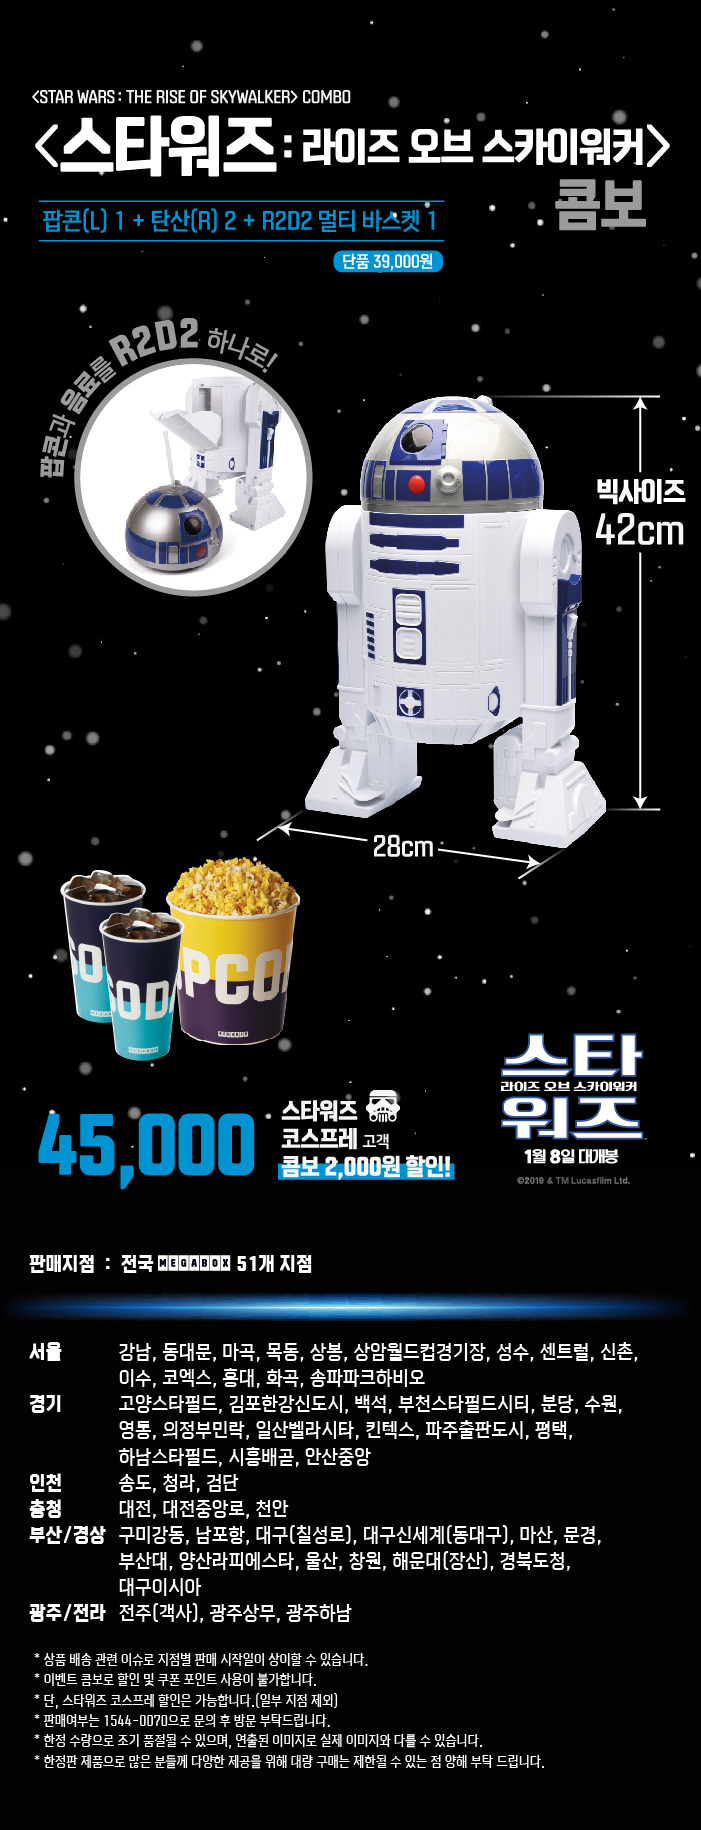 <STAR WARS : THE RISE OF SKYWALKER> COMBO
<스타워즈 : 라이즈 오브 스카이워커>
콤보
팝콘(L) 1 + 탄산(R) 2 + R2D2 멀티 바스켓 1
단품 39,000원
팝콘과 음료를 R2D2 하나로!
빅사이즈
42cm
28cm
SODA
POPCORN
MEGABOX
스타
라이즈 오브 스카이워커
워즈
1월 8일 대개봉
©2019 & TM Lucasfilm Ltd.
45,000
스타워즈
코스프레 고객
콤보 2,000원 할인!
판매지점 : 전국 MEGABOX 51개 지점
서울 강남, 동대문, 마곡, 목동, 상봉, 상암월드컵경기장, 성수, 센트럴, 신촌,
이수, 코엑스, 홍대, 화곡, 송파파크하비오
경기 고양스타필드, 김포한강신도시, 백석, 부천스타필드시티, 분당, 수원,
영통, 의정부민락, 일산벨라시타, 킨텍스, 파주출판도시, 평택,
하남스타필드, 시흥배곧, 안산중앙
인천 송도, 청라, 검단
충청 대전, 대전중앙로, 천안
부산/경상 구미강동, 남포항, 대구(칠성로), 대구신세계(동대구), 마산, 문경,
부산대, 양산라피에스타, 울산, 창원, 해운대(장산), 경북도청,
대구이시아
광주/전라 전주(객사), 광주상무, 광주하남
* 상품 배송 관련 이슈로 지점별 판매 시작일이 상이할 수 있습니다.
* 이벤트 콤보로 할인 및 쿠폰 포인트 사용이 불가합니다.
* 단, 스타워즈 코스프레 할인은 가능합니다.(일부 지점 제외)
* 판매여부는 1544-0070으로 문의 후 방문 부탁드립니다.
* 한정 수량으로 조기 품절될 수 있으며, 연출된 이미지로 실제 이미지와 다를 수 있습니다.
* 한정판 제품으로 많은 분들께 다양한 제공을 위해 대량 구매는 제한될 수 있는 점 양해 부탁 드립니다.